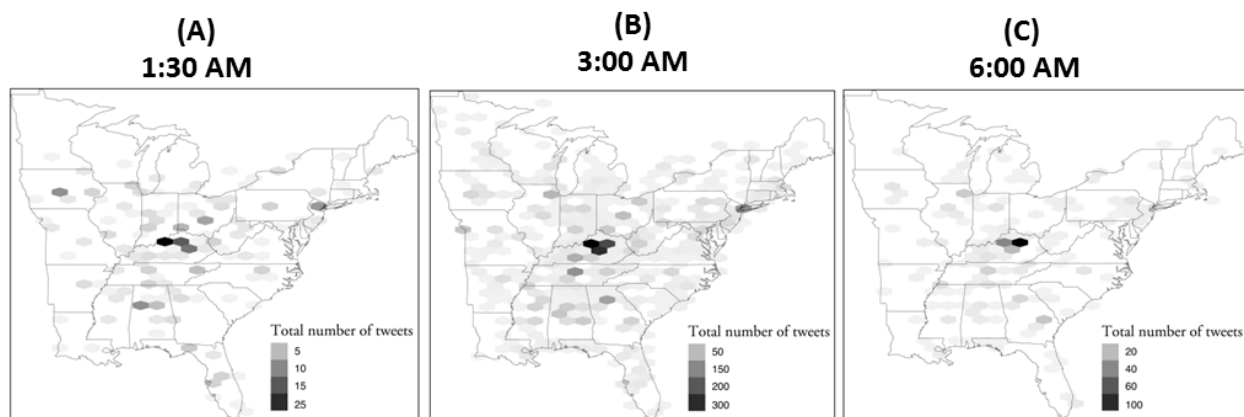 (A)
1:30 AM
(B)
3:00 AM
(C)
6:00 AM
Total number of tweets
5
10
15
25
Total number of tweets
50
150
200
300
Total number of tweets
20
40
60
100